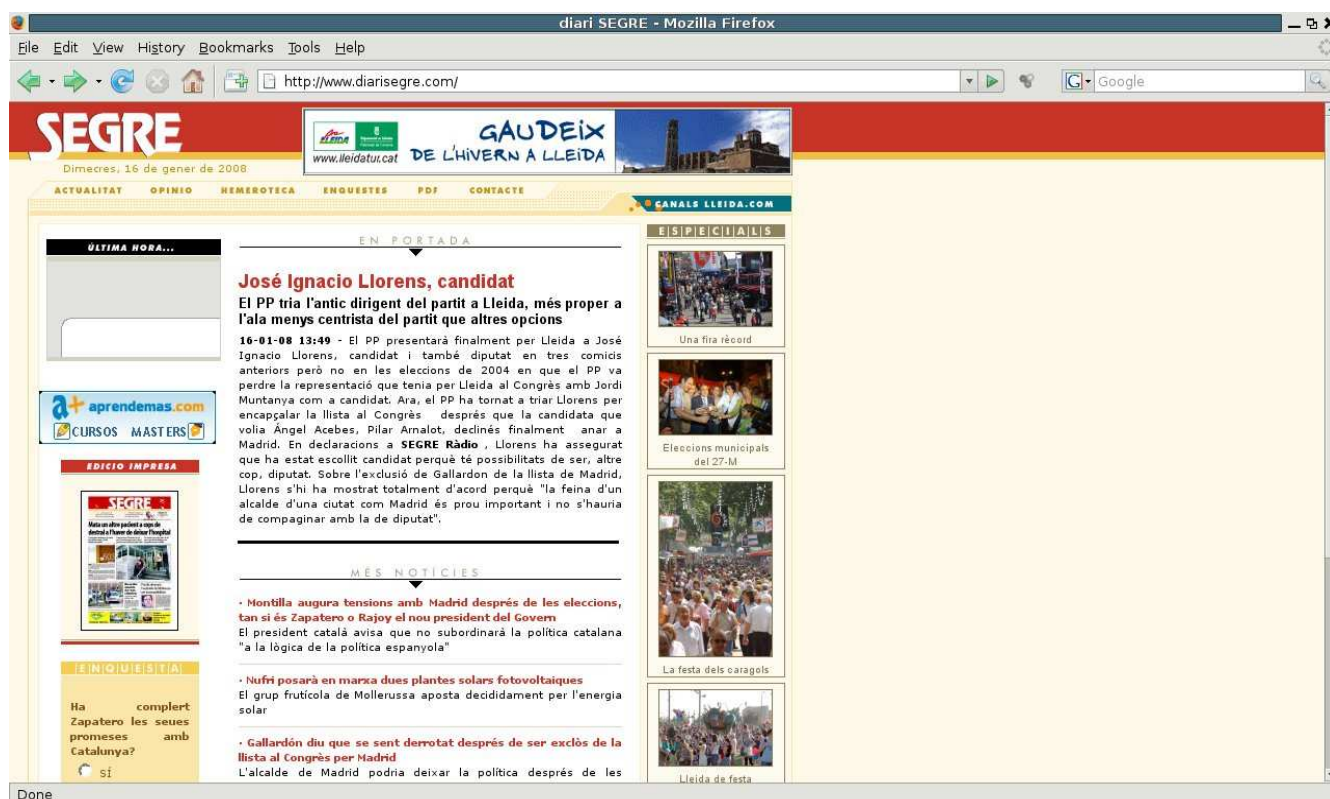 diari SEGRE - Mozilla Firefox
File Edit View History Bookmarks Tools Help
http://www.diarisegre.com/
G Google
SEGRE
Dimecres, 16 de gener de 2008
LLEIDA
www.lleidatur.cat
GAUDEiX
DE L'HiVERN A LLEiDA
ACTUALITAT OPINIO HEMEROTECA ENQUESTES PDF CONTACTE
CANALS LLEIDA.COM
ÚLTIMA HORA...
a+ aprendemas.com
CURSOS MASTERS
EDICIO IMPRESA
SEGRE
Mata un altre pacient a cops de
destral a l'haver de deixar l'hospital
|E|N|Q|U|E|S|T|A|
Ha complert
Zapatero les seues
promeses amb
Catalunya?
sí
EN PORTADA
José Ignacio Llorens, candidat
El PP tria l'antic dirigent del partit a Lleida, més proper a
l'ala menys centrista del partit que altres opcions
16-01-08 13:49 - El PP presentarà finalment per Lleida a José
Ignacio Llorens, candidat i també diputat en tres comicis
anteriors però no en les eleccions de 2004 en que el PP va
perdre la representació que tenia per Lleida al Congrès amb Jordi
Muntanya com a candidat. Ara, el PP ha tornat a triar Llorens per
encapçalar la llista al Congrès després que la candidata que
volia Ángel Acebes, Pilar Arnalot, declinés finalment anar a
Madrid. En declaracions a SEGRE Ràdio , Llorens ha assegurat
que ha estat escollit candidat perquè té possibilitats de ser, altre
cop, diputat. Sobre l'exclusió de Gallardon de la llista de Madrid,
Llorens s'hi ha mostrat totalment d'acord perquè "la feina d'un
alcalde d'una ciutat com Madrid és prou important i no s'hauria
de compaginar amb la de diputat".
MÉS NOTÍCIES
· Montilla augura tensions amb Madrid després de les eleccions,
tan si és Zapatero o Rajoy el nou president del Govern
El president català avisa que no subordinarà la política catalana
"a la lògica de la política espanyola"
· Nufri posarà en marxa dues plantes solars fotovoltaiques
El grup frutícola de Mollerussa aposta decididament per l'energia
solar
· Gallardón diu que se sent derrotat després de ser exclòs de la
llista al Congrés per Madrid
L'alcalde de Madrid podria deixar la política després de les
E|S|P|E|C|I|A|L|S
Una fira rècord
Eleccions municipals
del 27-M
La festa dels caragols
Lleida de festa
Done